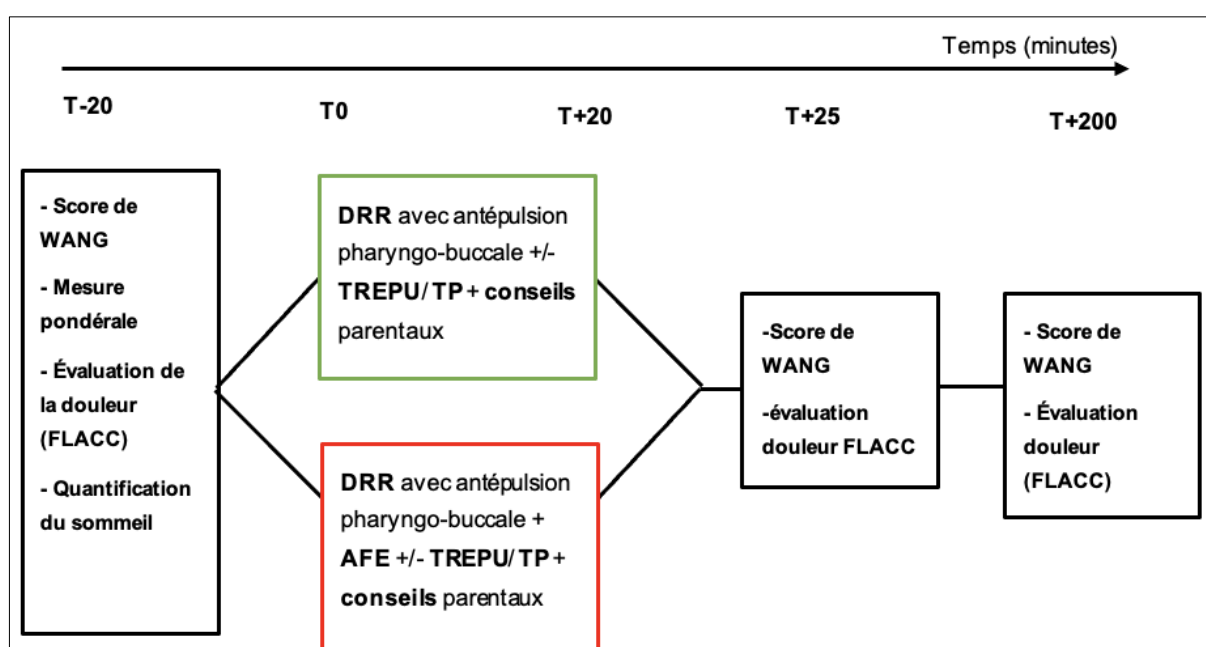 Temps (minutes)
T-20
T0
T+20
T+25
T+200
- Score de
WANG
- Mesure
pondérale
- Évaluation de
la douleur
(FLACC)
- Quantification
du sommeil
DRR avec antépulsion
pharyngo-buccale +/-
TREPU/ TP + conseils
parentaux
DRR avec antépulsion
pharyngo-buccale +
AFE +/- TREPU/ TP +
conseils parentaux
-Score de
WANG
-évaluation
douleur FLACC
- Score de
WANG
- Évaluation
douleur
(FLACC)